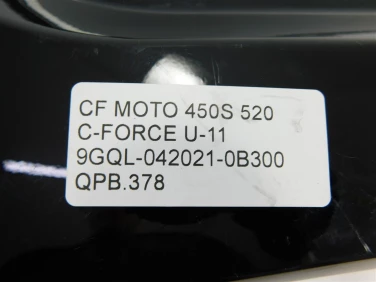 CF MOTO 450S 520
C-FORCE U-11
9GQL-042021-0B300
QPB.378